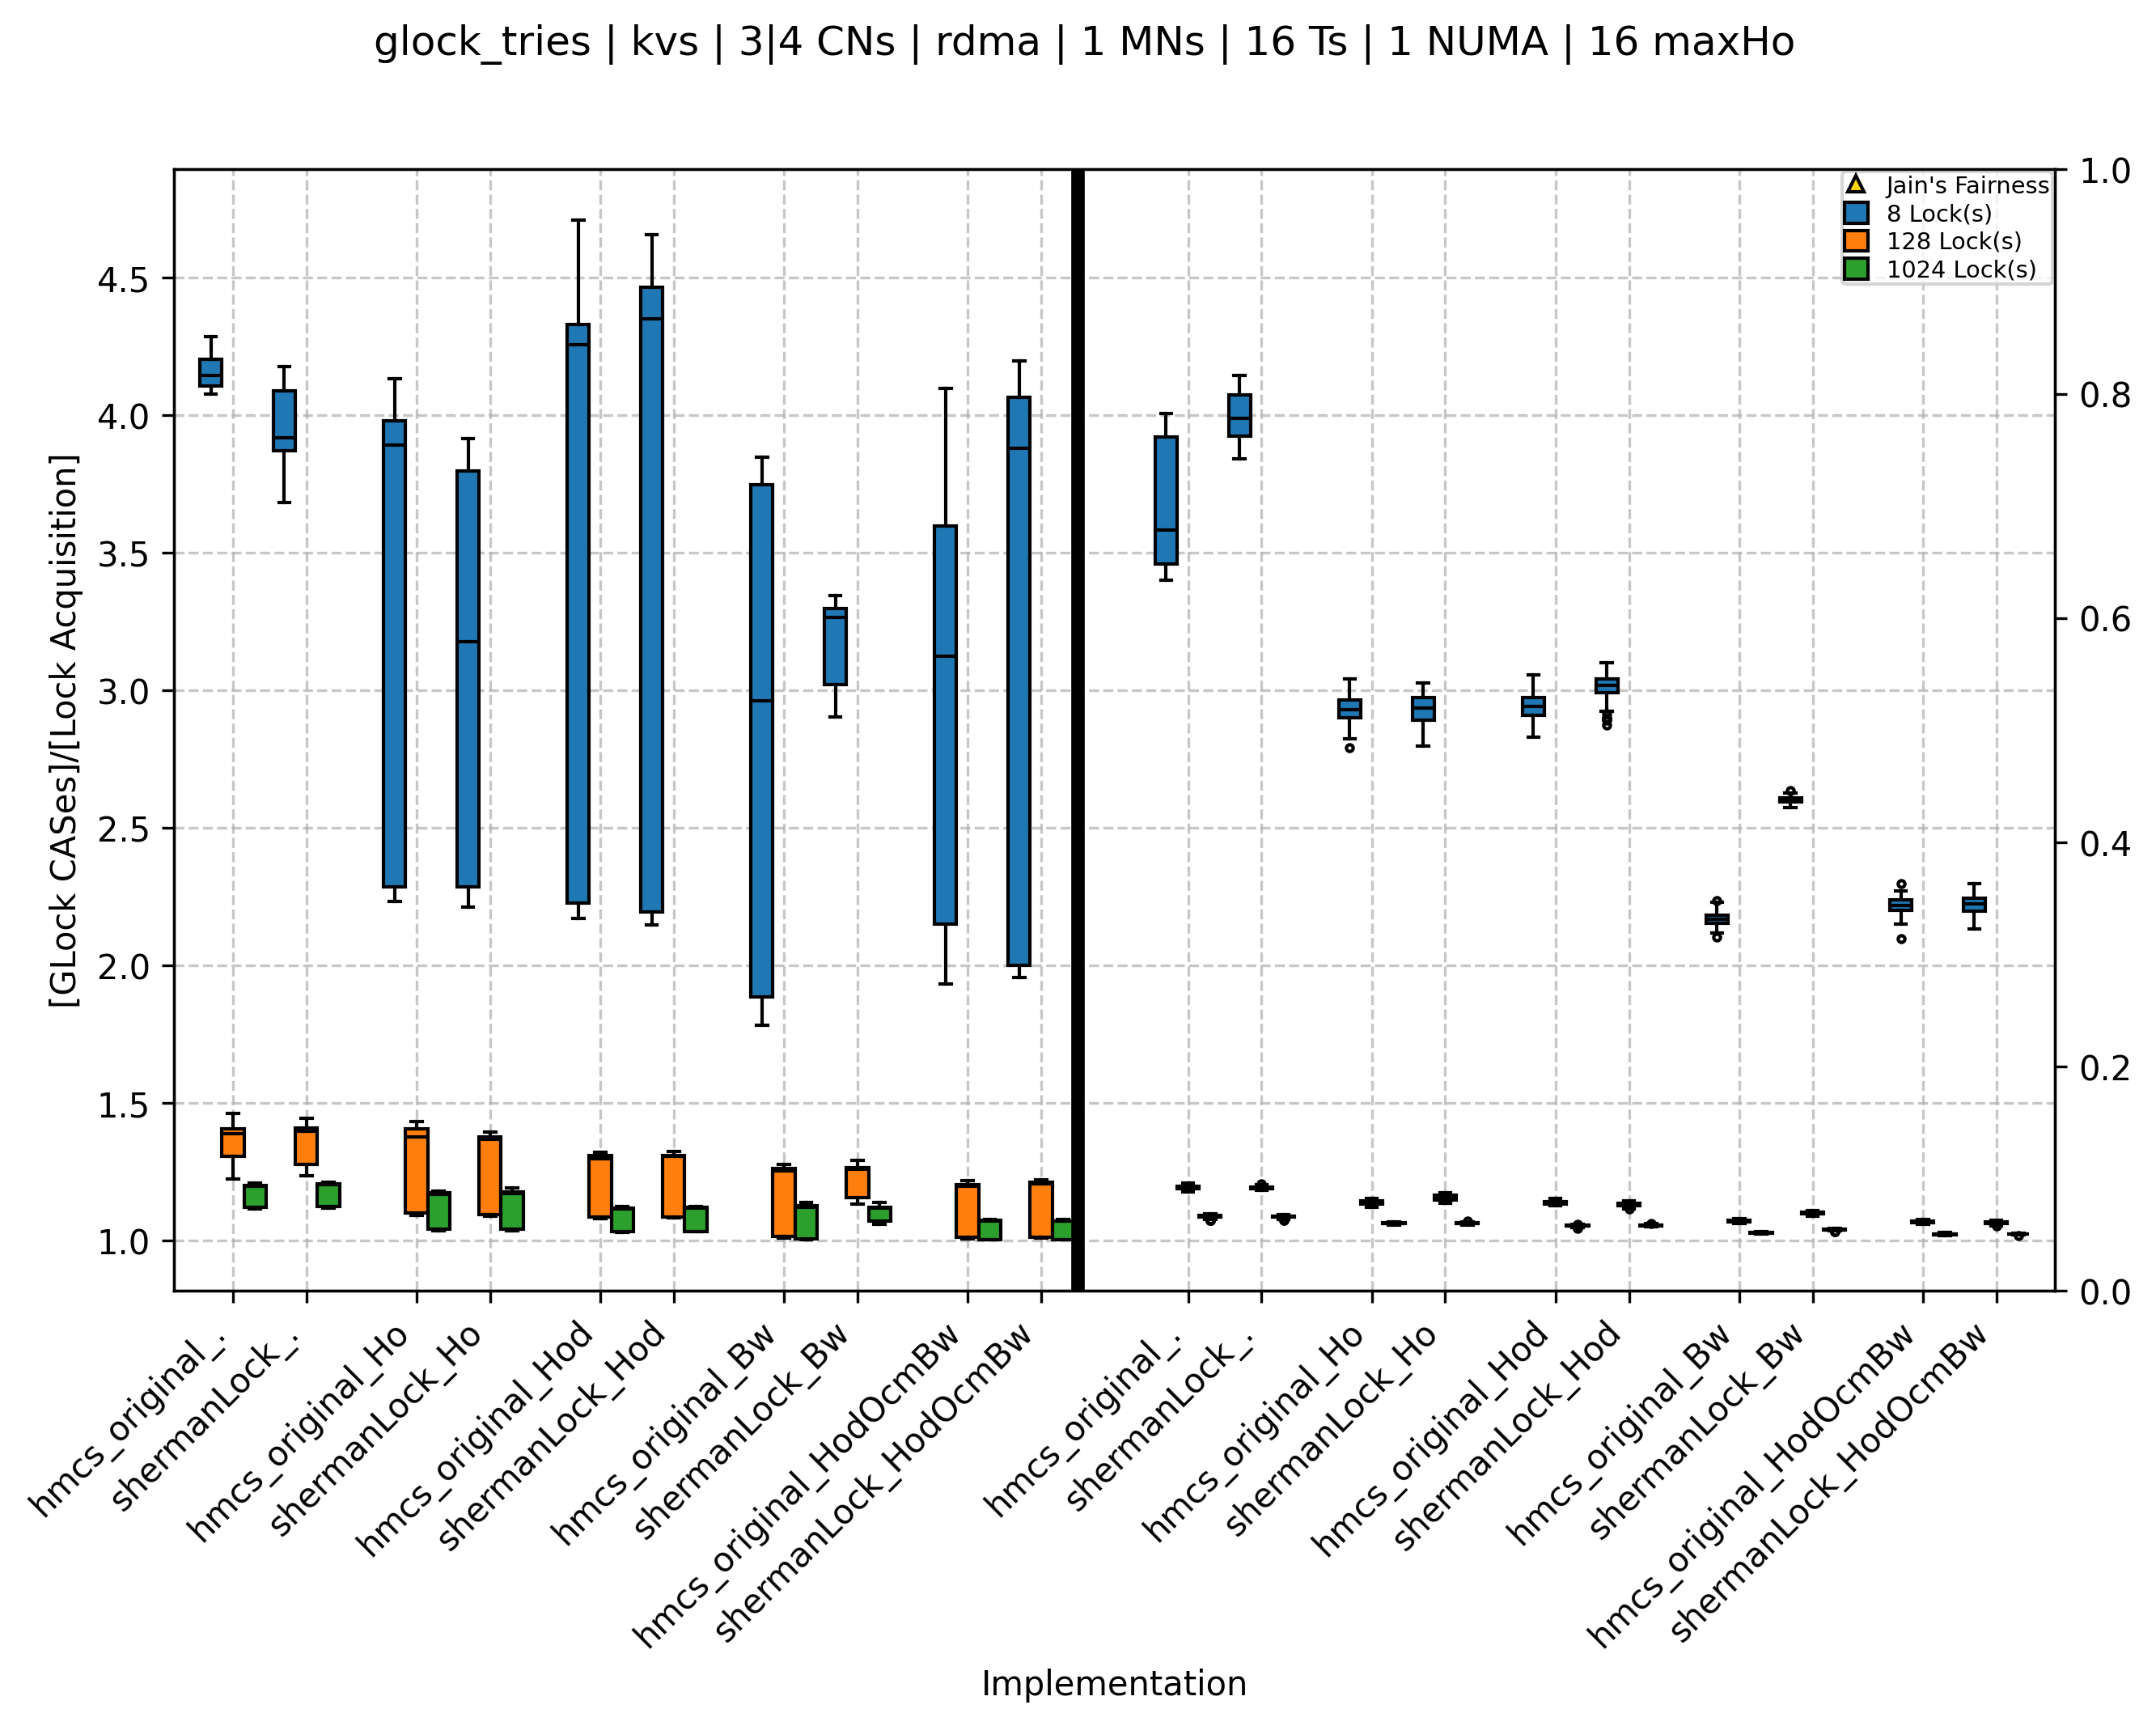 glock_tries | kvs | 3|4 CNs | rdma | 1 MNs | 16 Ts | 1 NUMA | 16 maxHo
Jain's Fairness
8 Lock(s)
128 Lock(s)
1024 Lock(s)
[GLock CASes]/[Lock Acquisition]
4.5
4.0
3.5
3.0
2.5
2.0
1.5
1.0
1.0
0.8
0.6
0.4
0.2
0.0
hmcs_original_.
shermanLock_.
hmcs_original_Ho
shermanLock_Ho
hmcs_original_Hod
shermanLock_Hod
hmcs_original_Bw
shermanLock_Bw
hmcs_original_HodOcmBw
shermanLock_HodOcmBw
hmcs_original_.
shermanLock_.
hmcs_original_Ho
shermanLock_Ho
hmcs_original_Hod
shermanLock_Hod
hmcs_original_Bw
shermanLock_Bw
hmcs_original_HodOcmBw
shermanLock_HodOcmBw
Implementation